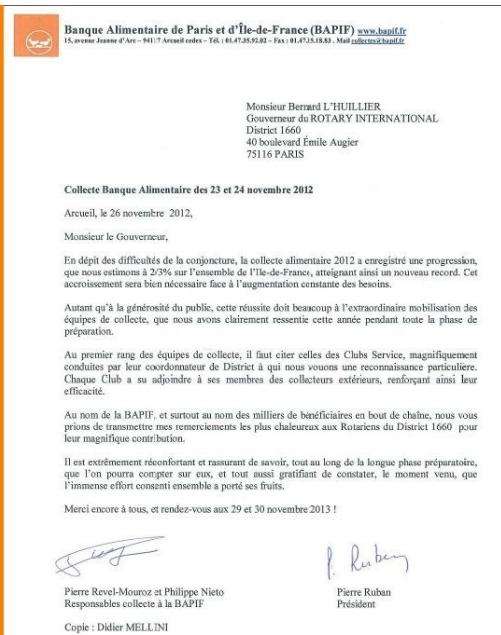 Banque Alimentaire de Paris et d'Île-de-France (BAPIF) www.bapif.fr
15, avenue Jeanne d'Arc – 94117 Arcueil cedex – Tél. : 01.47.35.92.02 – Fax : 01.47.15.18.83 . Mail collectes@bapif.fr
Monsieur Bernard L'HUILLIER
Gouverneur du ROTARY INTERNATIONAL
District 1660
40 boulevard Émile Augier
75116 PARIS
Collecte Banque Alimentaire des 23 et 24 novembre 2012
Arcueil, le 26 novembre 2012,
Monsieur le Gouverneur,
En dépit des difficultés de la conjoncture, la collecte alimentaire 2012 a enregistré une progression,
que nous estimons à 2/3% sur l'ensemble de l'Ile-de-France, atteignant ainsi un nouveau record. Cet
accroissement sera bien nécessaire face à l'augmentation constante des besoins.
Autant qu'à la générosité du public, cette réussite doit beaucoup à l'extraordinaire mobilisation des
équipes de collecte, que nous avons clairement ressentie cette année pendant toute la phase de
préparation.
Au premier rang des équipes de collecte, il faut citer celles des Clubs Service, magnifiquement
conduites par leur coordonateur de District à qui nous vouons une reconnaissance particulière.
Chaque Club a su adjoindre à ses membres des collecteurs extérieurs, renforçant ainsi leur
efficacité.
Au nom de la BAPIF, et surtout au nom des milliers de bénéficiaires en bout de chaîne, nous vous
prions de transmettre mes remerciements les plus chaleureux aux Rotariens du District 1660 pour
leur magnifique contribution.
Il est extrêmement réconfortant et rassurant de savoir, tout au long de la longue phase préparatoire,
que l'on pourra compter sur eux, et tout aussi gratifiant de constater, le moment venu, que
l'immense effort consenti ensemble a porté ses fruits.
Merci encore à tous, et rendez-vous aux 29 et 30 novembre 2013 !
P. Ruban
Pierre Revel-Mouroz et Philippe Nieto
Responsables collecte à la BAPIF
Pierre Ruban
Président
Copie : Didier MELLINI